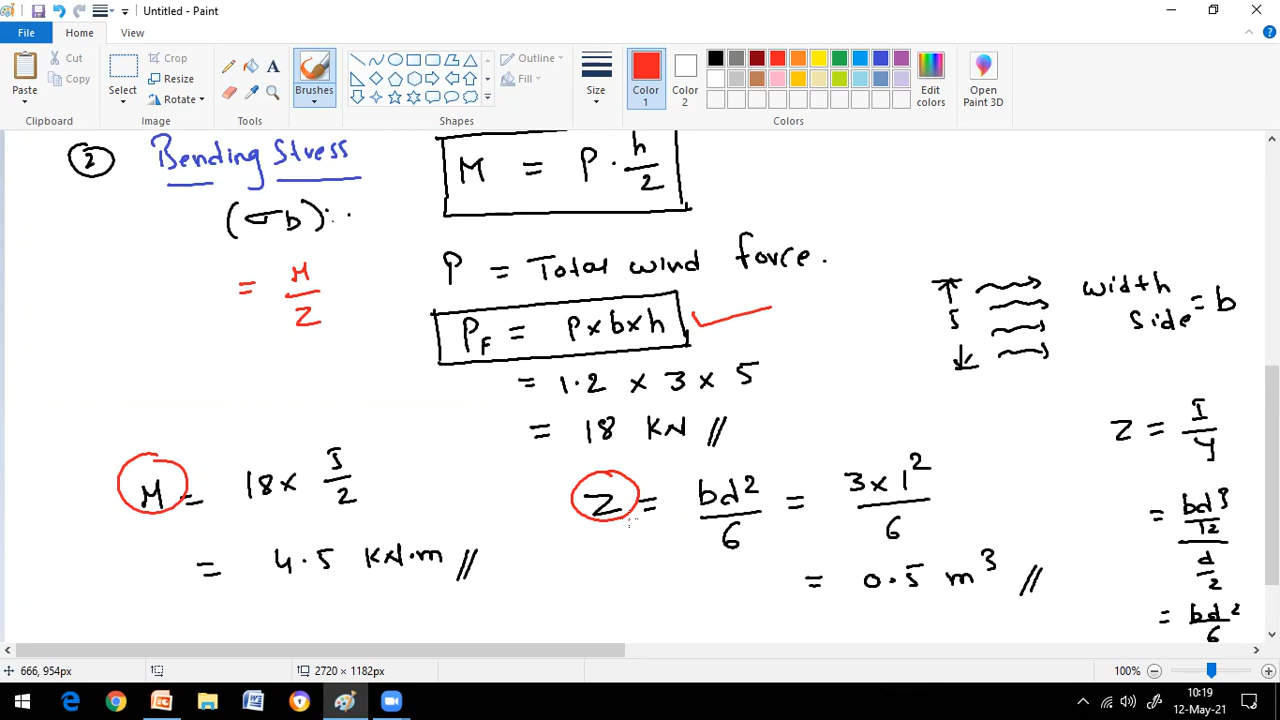 Untitled - Paint
File Home View
Paste
Cut
Copy
Clipboard
Select
Crop
Resize
Rotate
Image
Tools
Brushes
Shapes
Outline
Fill
Size
Color 1
Color 2
Colors
Edit colors
Open Paint 3D
2 Bending Stress
(σb):
= M/Z
M = P · h/2
P = Total wind force.
P_F = P×b×h
= 1.2 × 3 × 5
= 18 KN //
5
width side = b
Z = I/y
= (bd³/12)/(d/2)
= bd²/6
M = 18 × 5/2
= 4.5 KN·m //
Z = bd²/6 = 3×1²/6
= 0.5 m³ //
666, 954px
2720 × 1182px
100%
10:19
12-May-21